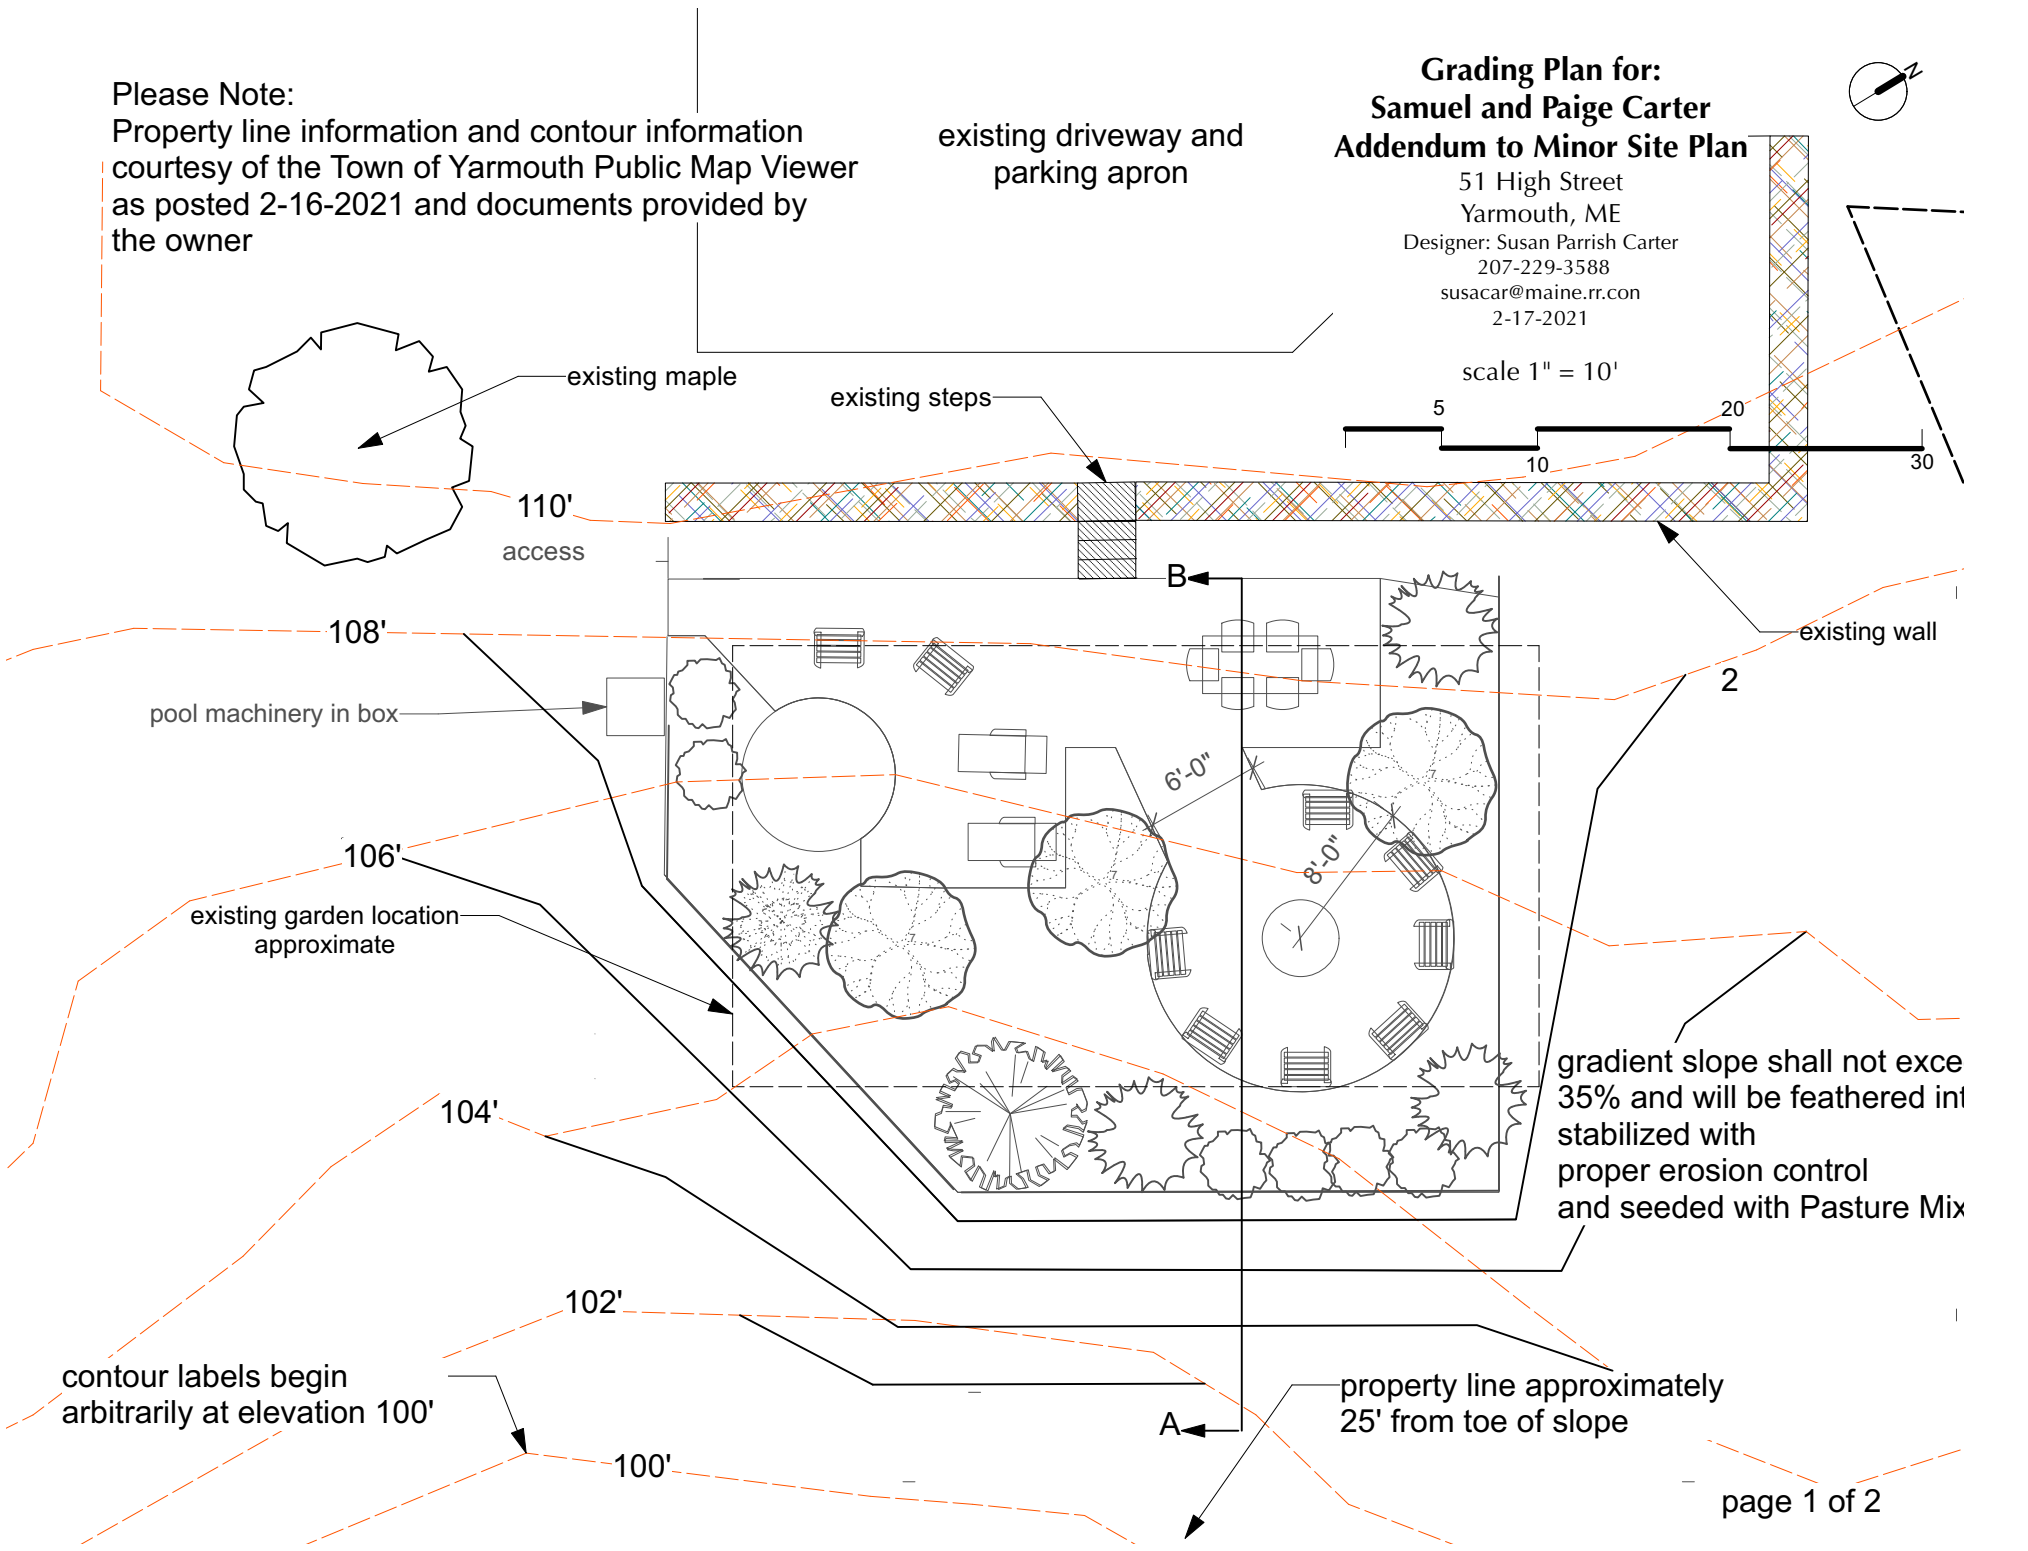 Please Note:
Property line information and contour information
courtesy of the Town of Yarmouth Public Map Viewer
as posted 2-16-2021 and documents provided by
the owner
existing driveway and
parking apron
Grading Plan for:
Samuel and Paige Carter
Addendum to Minor Site Plan
51 High Street
Yarmouth, ME
Designer: Susan Parrish Carter
207-229-3588
susacar@maine.rr.con
2-17-2021
scale 1" = 10'
N
5
20
10
30
existing maple
existing steps
110'
access
B
108'
existing wall
2
pool machinery in box
6'-0"
8'-0"
106'
existing garden location
approximate
104'
gradient slope shall not exce
35% and will be feathered int
stabilized with
proper erosion control
and seeded with Pasture Mix
102'
contour labels begin
arbitrarily at elevation 100'
property line approximately
25' from toe of slope
A
100'
page 1 of 2